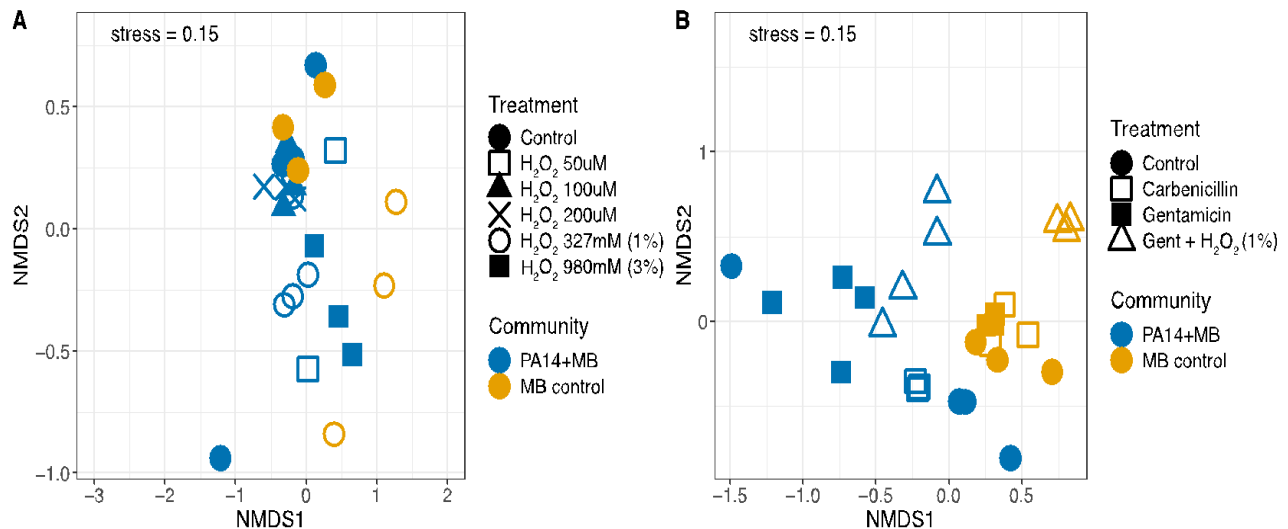 A
stress = 0.15
0.5
0.0
−0.5
−1.0
NMDS2
−3
−2
−1
0
1
2
NMDS1
Treatment
Control
H₂O₂ 50uM
H₂O₂ 100uM
H₂O₂ 200uM
H₂O₂ 327mM (1%)
H₂O₂ 980mM (3%)
Community
PA14+MB
MB control
B
stress = 0.15
1
0
NMDS2
−1.5
−1.0
−0.5
0.0
0.5
NMDS1
Treatment
Control
Carbenicillin
Gentamicin
Gent + H₂O₂ (1%)
Community
PA14+MB
MB control